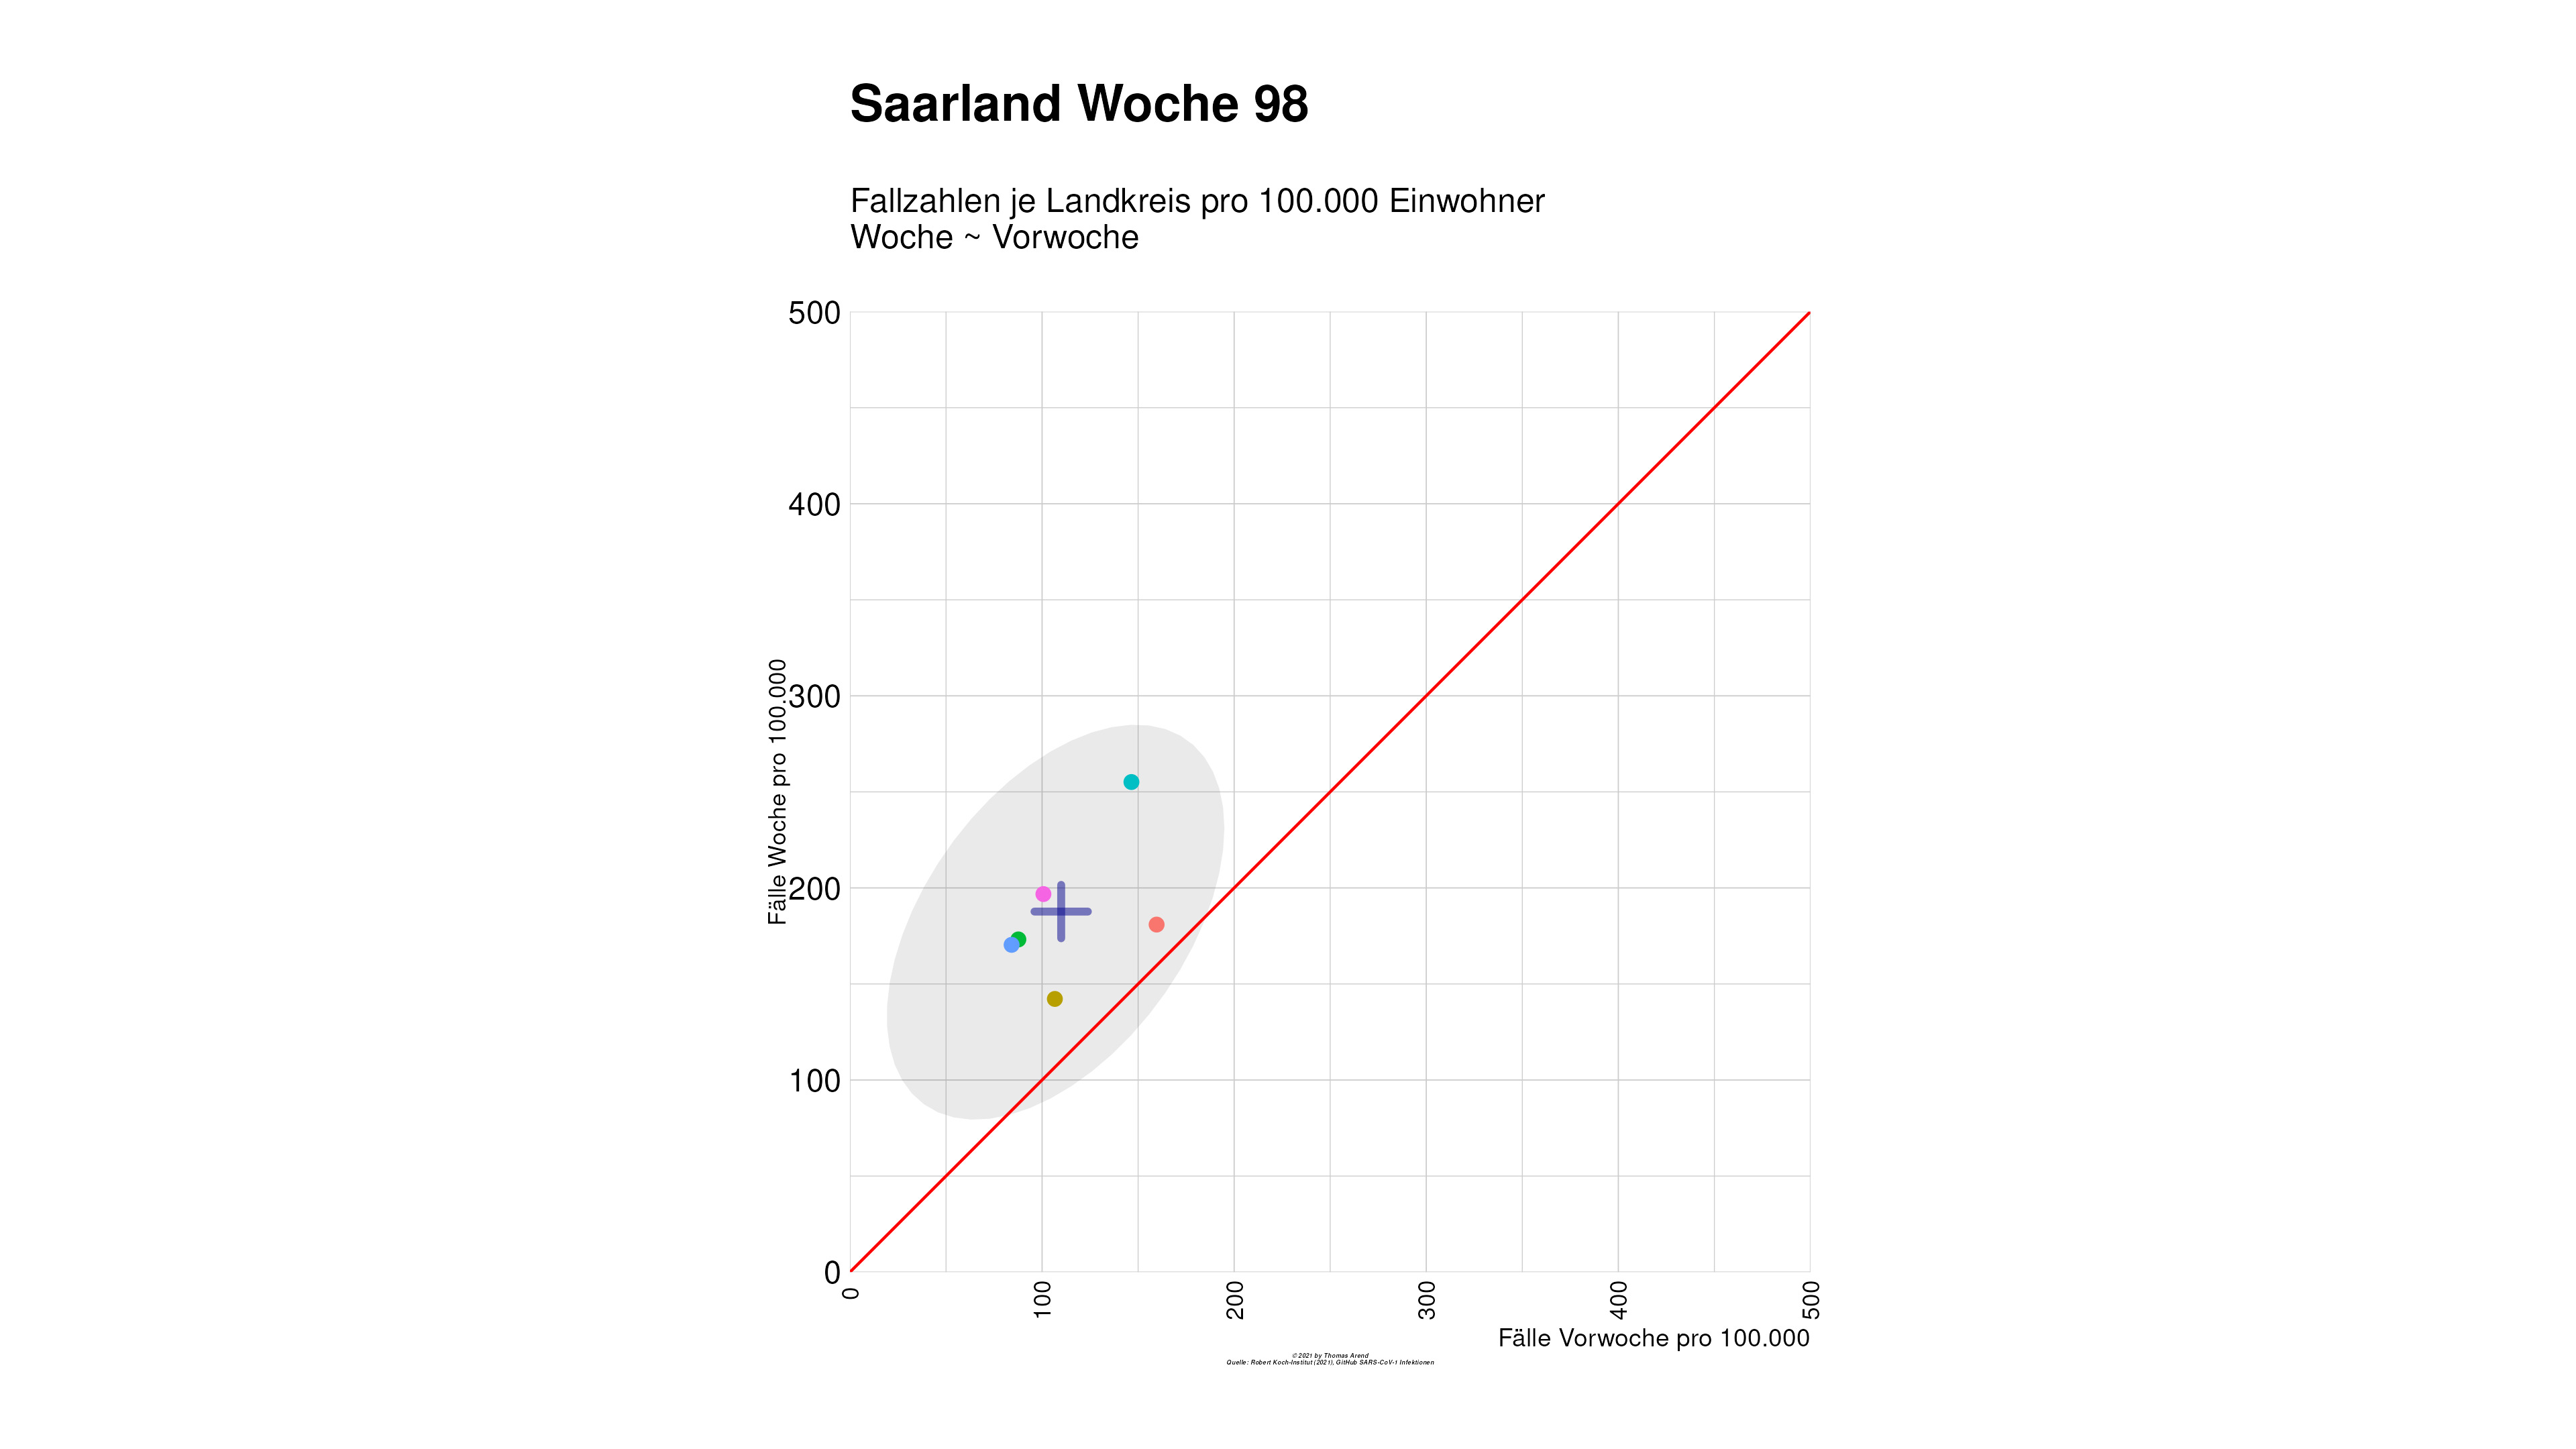 Saarland Woche 98
Fallzahlen je Landkreis pro 100.000 Einwohner
Woche ~ Vorwoche
500
400
300
200
100
0
Fälle Woche pro 100.000
0
100
200
300
400
500
Fälle Vorwoche pro 100.000
© 2021 by Thomas Arend
Quelle: Robert Koch-Institut (2021), GitHub SARS-CoV-1 Infektionen